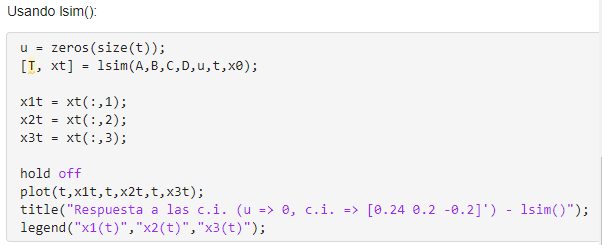 Usando lsim():
u = zeros(size(t));
[T, xt] = lsim(A,B,C,D,u,t,x0);
x1t = xt(:,1);
x2t = xt(:,2);
x3t = xt(:,3);
hold off
plot(t,x1t,t,x2t,t,x3t);
title("Respuesta a las c.i. (u => 0, c.i. => [0.24 0.2 -0.2]') - lsim()");
legend("x1(t)","x2(t)","x3(t)");